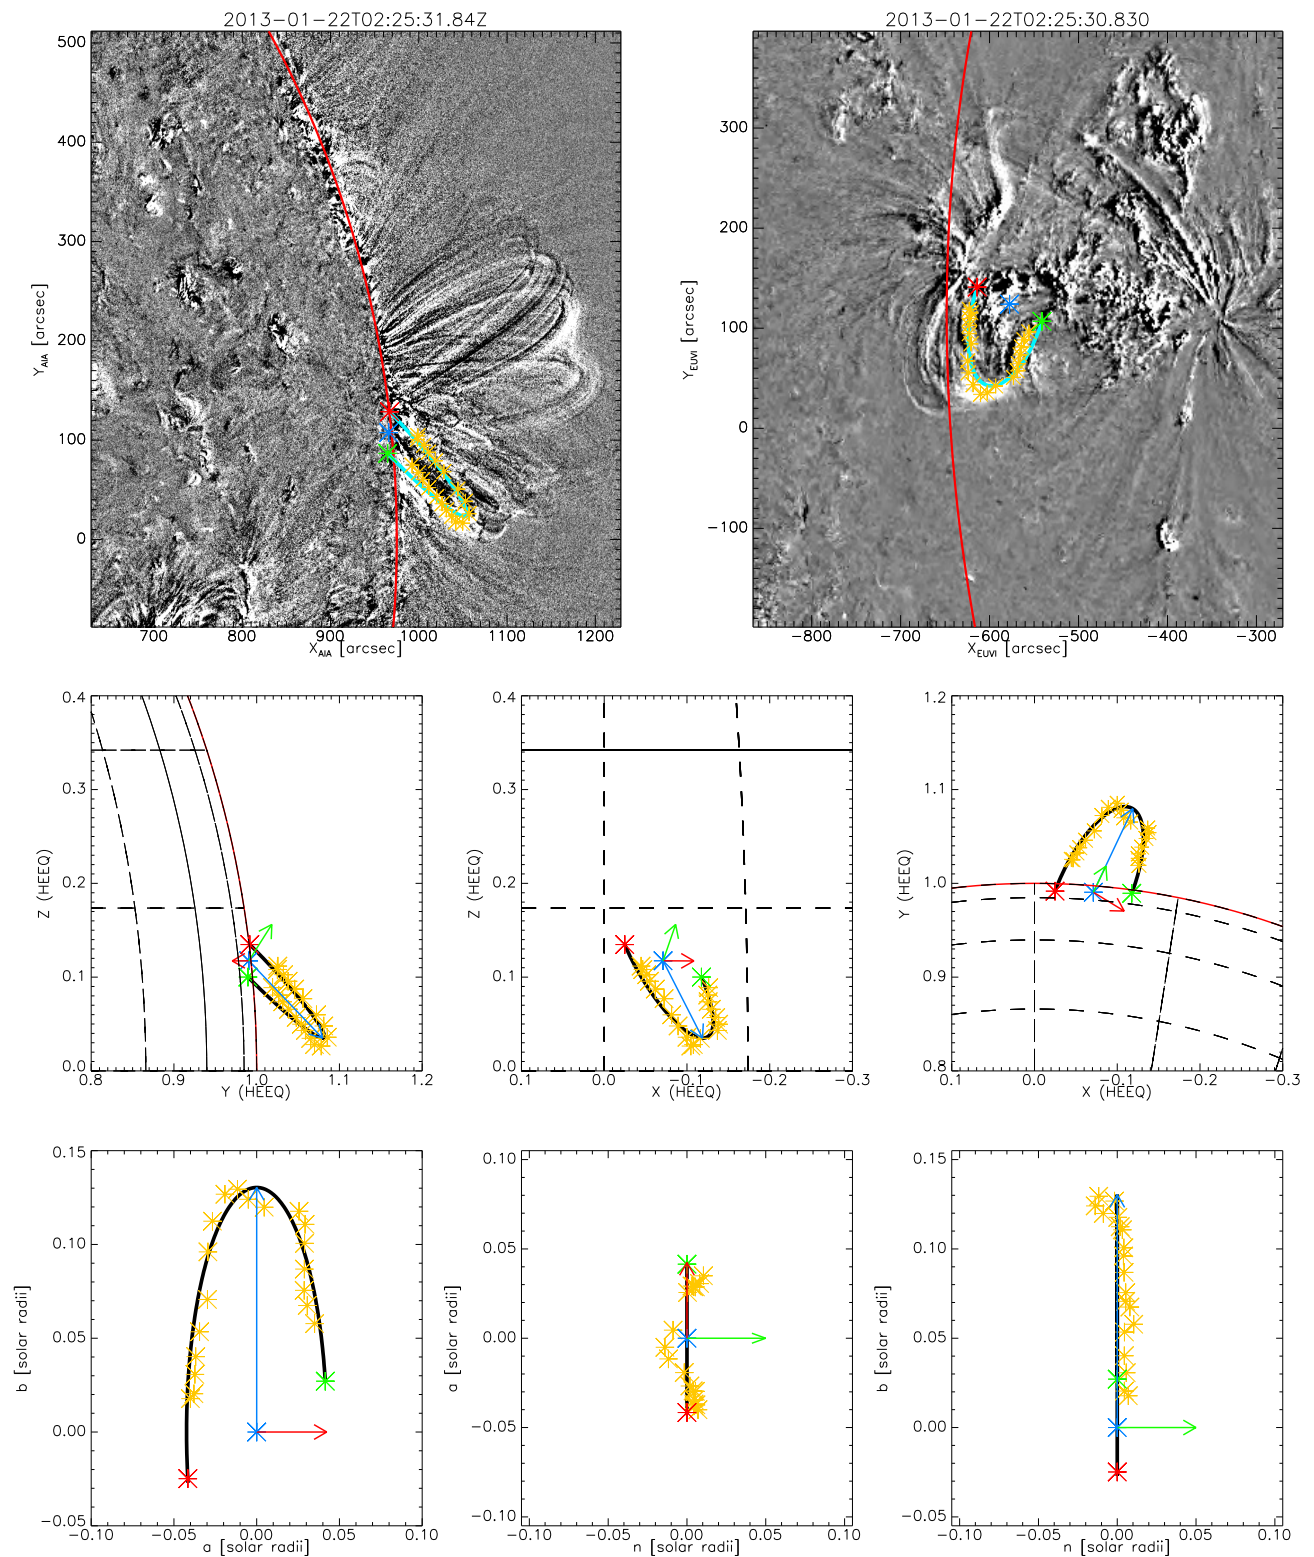 2013-01-22T02:25:31.84Z
2013-01-22T02:25:30.830
500
400
300
200
100
0
Y_AIA [arcsec]
700 800 900 1000 1100 1200
X_AIA [arcsec]
300
200
100
0
-100
Y_EUVI [arcsec]
-800 -700 -600 -500 -400 -300
X_EUVI [arcsec]
0.4
0.3
0.2
0.1
0.0
Z (HEEQ)
0.8 0.9 1.0 1.1 1.2
Y (HEEQ)
0.4
0.3
0.2
0.1
0.0
Z (HEEQ)
0.1 0.0 -0.1 -0.2 -0.3
X (HEEQ)
1.2
1.1
1.0
0.9
0.8
Y (HEEQ)
0.1 0.0 -0.1 -0.2 -0.3
X (HEEQ)
0.15
0.10
0.05
0.00
-0.05
b [solar radii]
-0.10 -0.05 0.00 0.05 0.10
a [solar radii]
0.10
0.05
0.00
-0.05
-0.10
a [solar radii]
-0.10 -0.05 0.00 0.05 0.10
n [solar radii]
0.15
0.10
0.05
0.00
-0.05
b [solar radii]
-0.10 -0.05 0.00 0.05 0.10
n [solar radii]